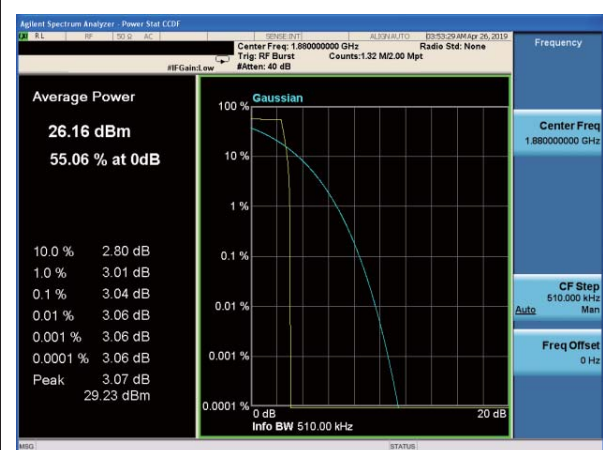 Agilent Spectrum Analyzer - Power Stat CCDF
RL RF 50 Ω AC SENSE:INT ALIGNAUTO 03:53:29 AM Apr 26, 2019
Center Freq: 1.880000000 GHz Radio Std: None
Trig: RF Burst Counts:1.32 M/2.00 Mpt
#IFGain:Low #Atten: 40 dB
Frequency
Average Power
26.16 dBm
55.06 % at 0dB
10.0 % 2.80 dB
1.0 % 3.01 dB
0.1 % 3.04 dB
0.01 % 3.06 dB
0.001 % 3.06 dB
0.0001 % 3.06 dB
Peak 3.07 dB
29.23 dBm
Gaussian
100 %
10 %
1 %
0.1 %
0.01 %
0.001 %
0.0001 %
0 dB 20 dB
Info BW 510.00 kHz
Center Freq
1.880000000 GHz
CF Step
510.000 kHz
Auto Man
Freq Offset
0 Hz
MSG STATUS